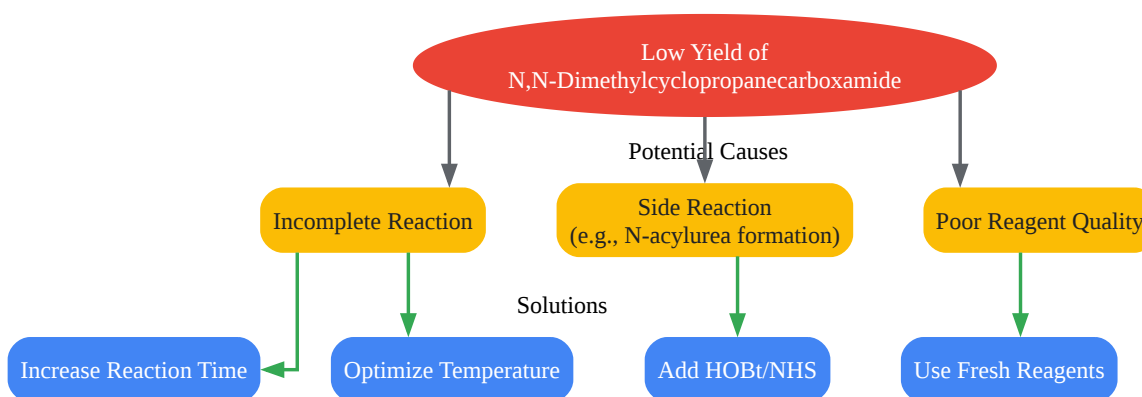 Low Yield of
N,N-Dimethylcyclopropanecarboxamide
Potential Causes
Incomplete Reaction
Side Reaction
(e.g., N-acylurea formation)
Poor Reagent Quality
Solutions
Increase Reaction Time
Optimize Temperature
Add HOBt/NHS
Use Fresh Reagents